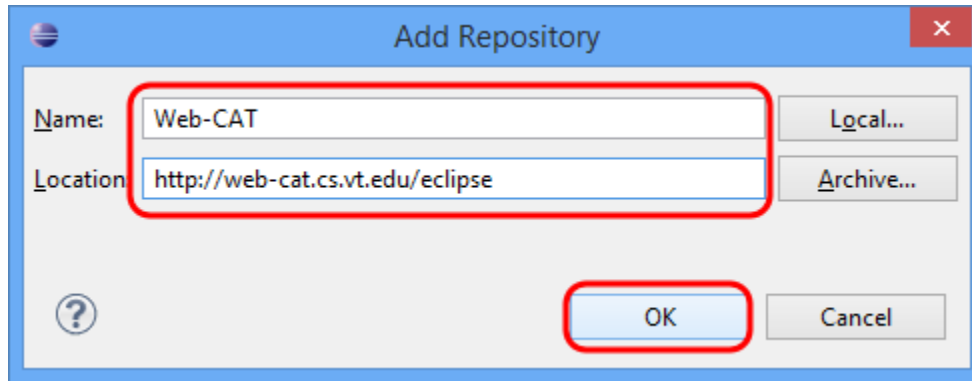 Add Repository
Name: Web-CAT Local...
Location http://web-cat.cs.vt.edu/eclipse Archive...
OK Cancel